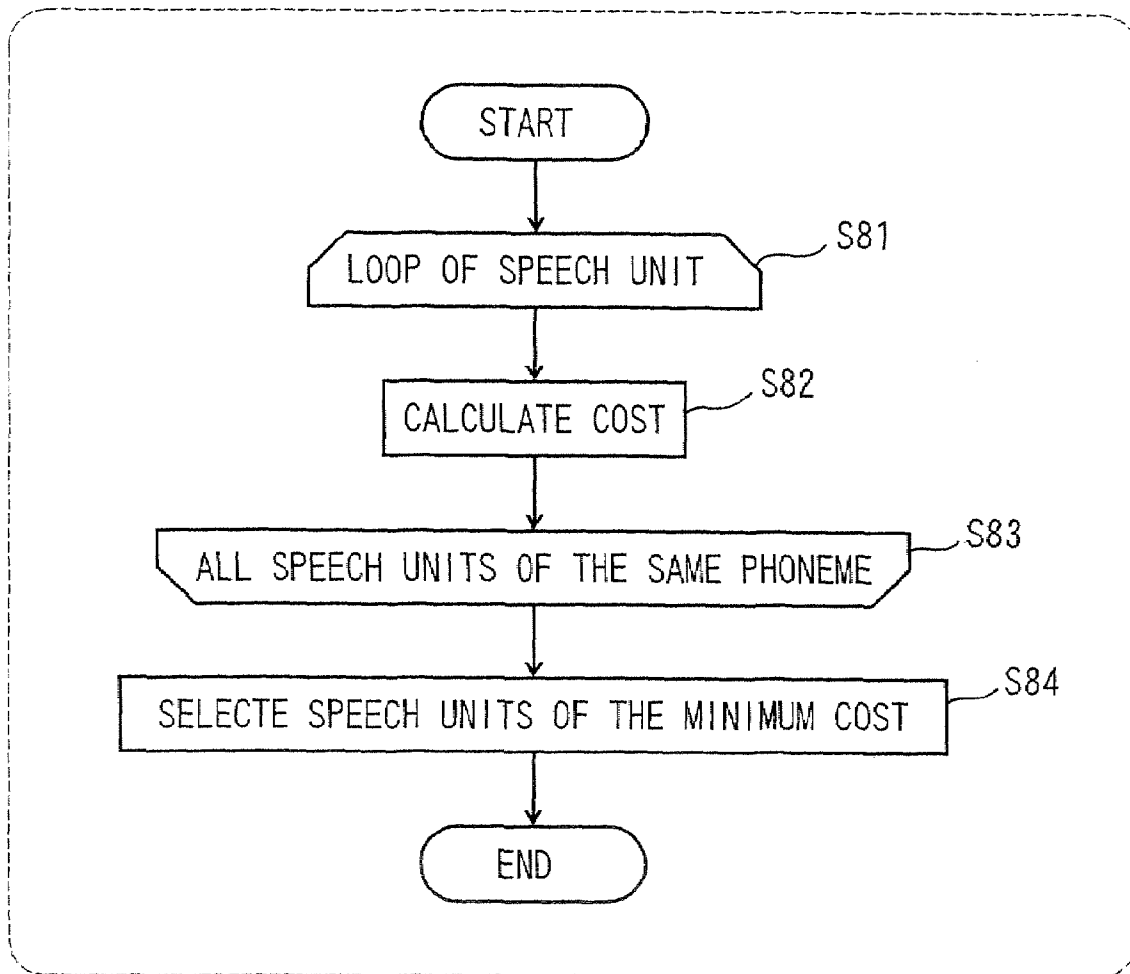 START
LOOP OF SPEECH UNIT
S81
CALCULATE COST
S82
ALL SPEECH UNITS OF THE SAME PHONEME
S83
SELECTE SPEECH UNITS OF THE MINIMUM COST
S84
END